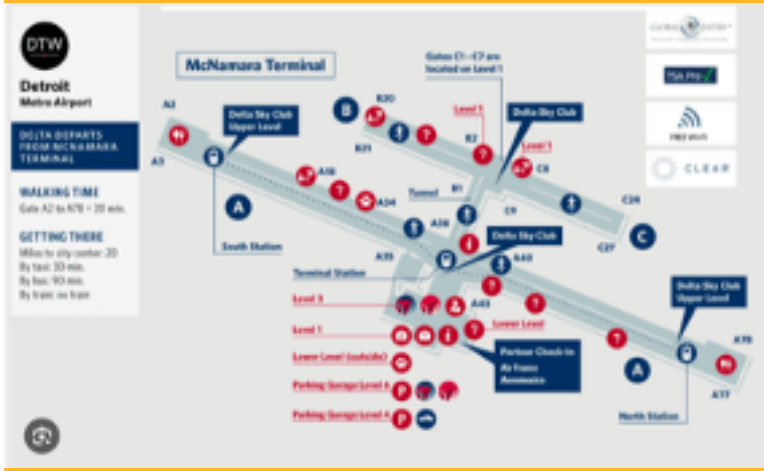 DTW
GLOBAL ENTRY
McNamara Terminal
Gates C1-C7 are
located on Level 1
Detroit
Metro Airport
TSA Pre✓
A2
Delta Sky Club
Upper Level
B20
B
Level 1
B2
Delta Sky Club
DELTA DEPARTS
FROM MCNAMARA
TERMINAL
B21
Level 1
C8
FREE WI-FI
A3
A18
Tunnel
B1
CLEAR
WALKING TIME
Gate A2 to A78 = 20 min.
A
A34
A38
C9
C24
C
C27
GETTING THERE
Miles to city center: 20
By taxi: 30 min.
By bus: 90 min.
By train: no train
South Station
A35
Delta Sky Club
A40
Terminal Station
Delta Sky Club
Upper Level
Level 3
A43
Level 1
Lower Level
A78
Lower Level (outside)
Partner Check-In
Air France
Aeromexico
A
Parking Garage Level 6
P
A77
Parking Garage Level 4
P
North Station